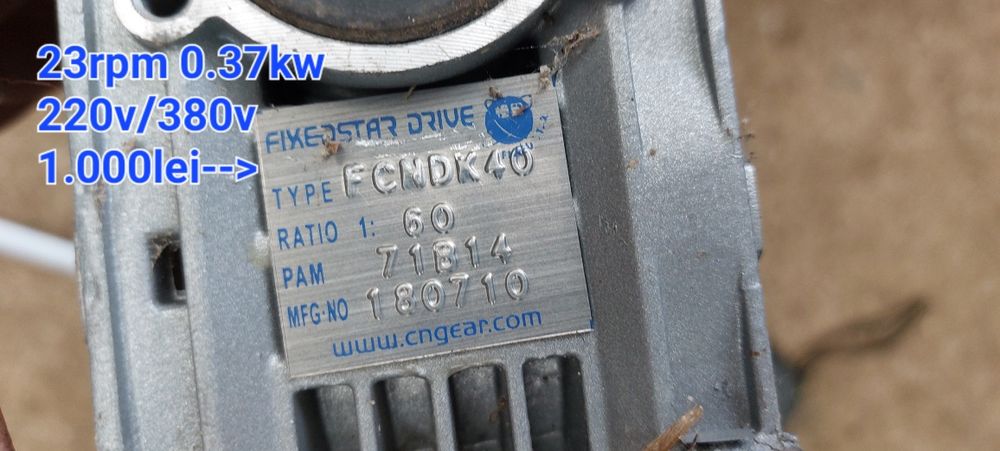 23rpm 0.37kw
220v/380v
1.000lei-->
FIXEDSTAR DRIVE
TYPE FCNDK40
RATIO 1: 60
PAM 71B14
MFG·NO 180710
www.cngear.com